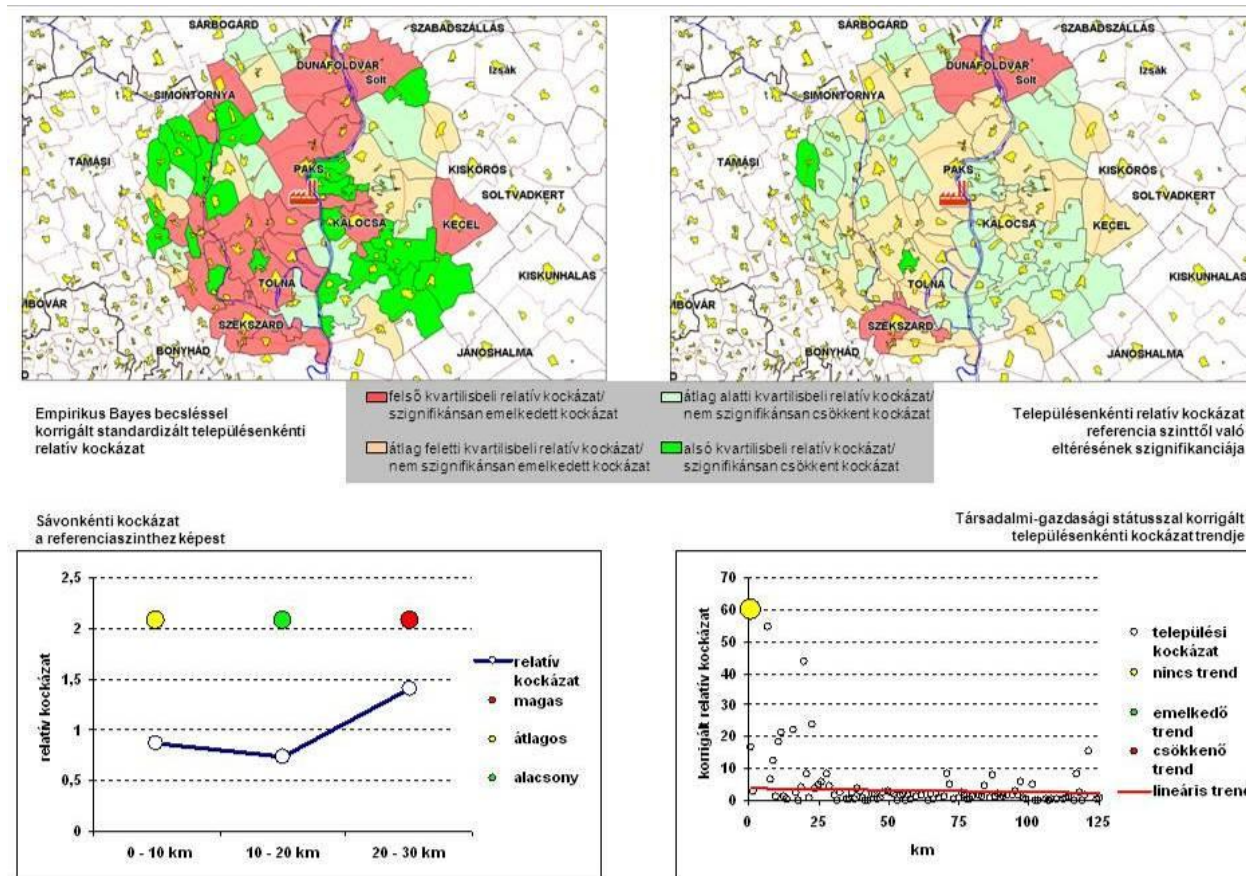 SÁRBOGÁRD
SZABADSZÁLLÁS
DUNAFÖLDVÁR
Solt
Izsák
SIMONTORNYA
TAMÁSI
PAKS
KISKŐRÖS
SOLTVADKERT
KALOCSA
KECEL
KISKUNHALAS
TOLNA
MBÓVÁR
SZEKSZÁRD
BONYHÁD
JÁNOSHALMA
SÁRBOGÁRD
SZABADSZÁLLÁS
DUNAFÖLDVÁR
Solt
Izsák
SIMONTORNYA
TAMÁSI
PAKS
KISKŐRÖS
SOLTVADKERT
KALOCSA
KECEL
KISKUNHALAS
TOLNA
MBÓVÁR
SZEKSZÁRD
BONYHÁD
JÁNOSHALMA
Empirikus Bayes becsléssel
korrigált standardizált településenkénti
relatív kockázat
felső kvartilisbeli relatív kockázat/
szignifikánsan emelkedett kockázat
átlag feletti kvartilisbeli relatív kockázat/
nem szignifikánsan emelkedett kockázat
átlag alatti kvartilisbeli relatív kockázat/
nem szignifikánsan csökkent kockázat
alsó kvartilisbeli relatív kockázat/
szignifikánsan csökkent kockázat
Településenkénti relatív kockázat
referencia szinttől való
eltérésének szignifikanciája
Sávonkénti kockázat
a referenciaszinthez képest
relatív kockázat
2,5
2
1,5
1
0,5
0
0 - 10 km
10 - 20 km
20 - 30 km
relatív
kockázat
magas
átlagos
alacsony
Társadalmi-gazdasági státusszal korrigált
településenkénti kockázat trendje
korrigált relatív kockázat
70
60
50
40
30
20
10
0
0
25
50
75
100
125
km
települési
kockázat
nincs trend
emelkedő
trend
csökkenő
trend
lineáris trend